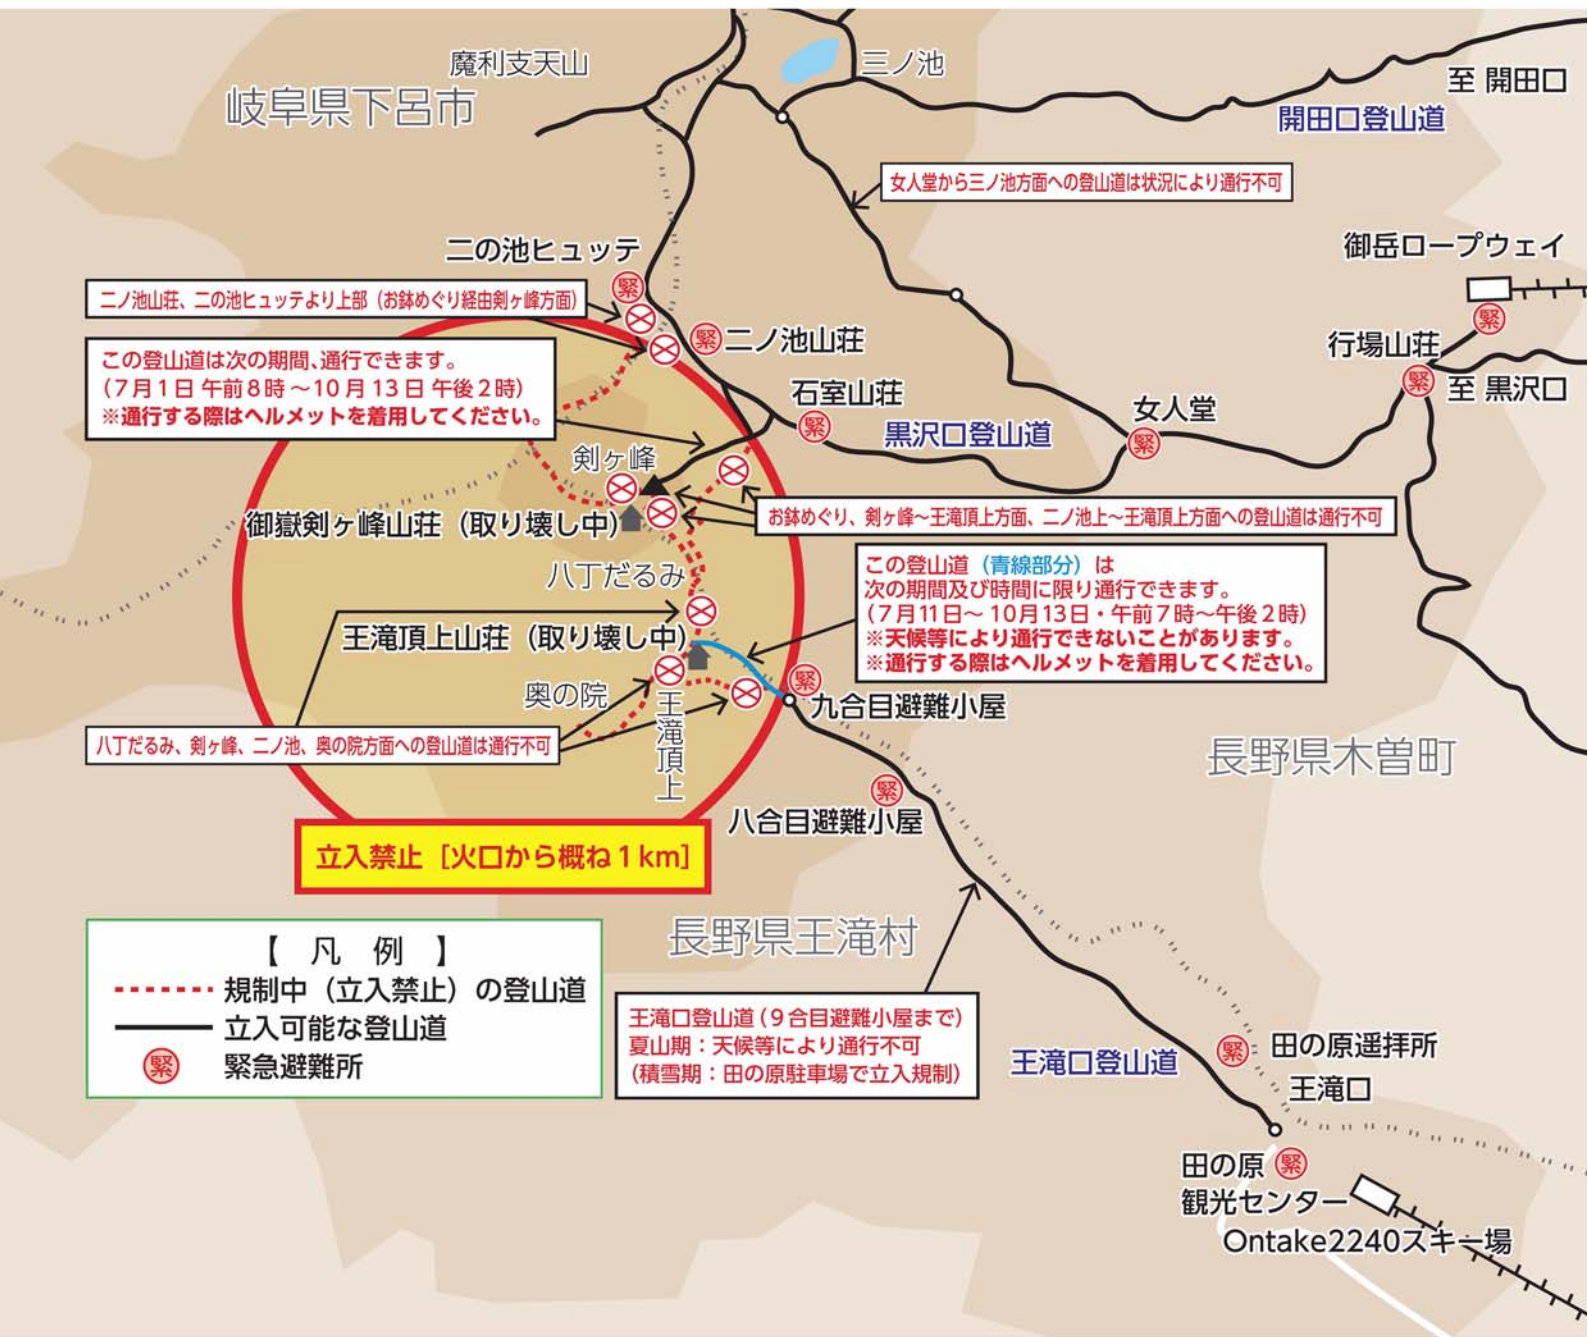 魔利支天山
三ノ池
至 開田口
岐阜県下呂市
開田口登山道
女人堂から三ノ池方面への登山道は状況により通行不可
二の池ヒュッテ
御岳ロープウェイ
緊
二ノ池山荘、二の池ヒュッテより上部（お鉢めぐり経由剣ヶ峰方面）
緊
緊
二ノ池山荘
行場山荘
この登山道は次の期間、通行できます。
（7月1日 午前8時～10月13日 午後2時）
※通行する際はヘルメットを着用してください。
緊
至 黒沢口
石室山荘
緊
女人堂
緊
黒沢口登山道
剣ヶ峰
お鉢めぐり、剣ヶ峰～王滝頂上方面、二ノ池上～王滝頂上方面への登山道は通行不可
御嶽剣ヶ峰山荘（取り壊し中）
この登山道（青線部分）は
次の期間及び時間に限り通行できます。
（7月11日～10月13日・午前7時～午後2時）
※天候等により通行できないことがあります。
※通行する際はヘルメットを着用してください。
八丁だるみ
王滝頂上山荘（取り壊し中）
奥の院
王滝頂上
緊
九合目避難小屋
八丁だるみ、剣ヶ峰、二ノ池、奥の院方面への登山道は通行不可
長野県木曽町
緊
八合目避難小屋
立入禁止［火口から概ね1km］
長野県王滝村
【 凡 例 】
規制中（立入禁止）の登山道
立入可能な登山道
緊 緊急避難所
王滝口登山道（9合目避難小屋まで）
夏山期：天候等により通行不可
（積雪期：田の原駐車場で立入規制）
王滝口登山道
緊
田の原遥拝所
王滝口
田の原 緊
観光センター
Ontake2240スキー場